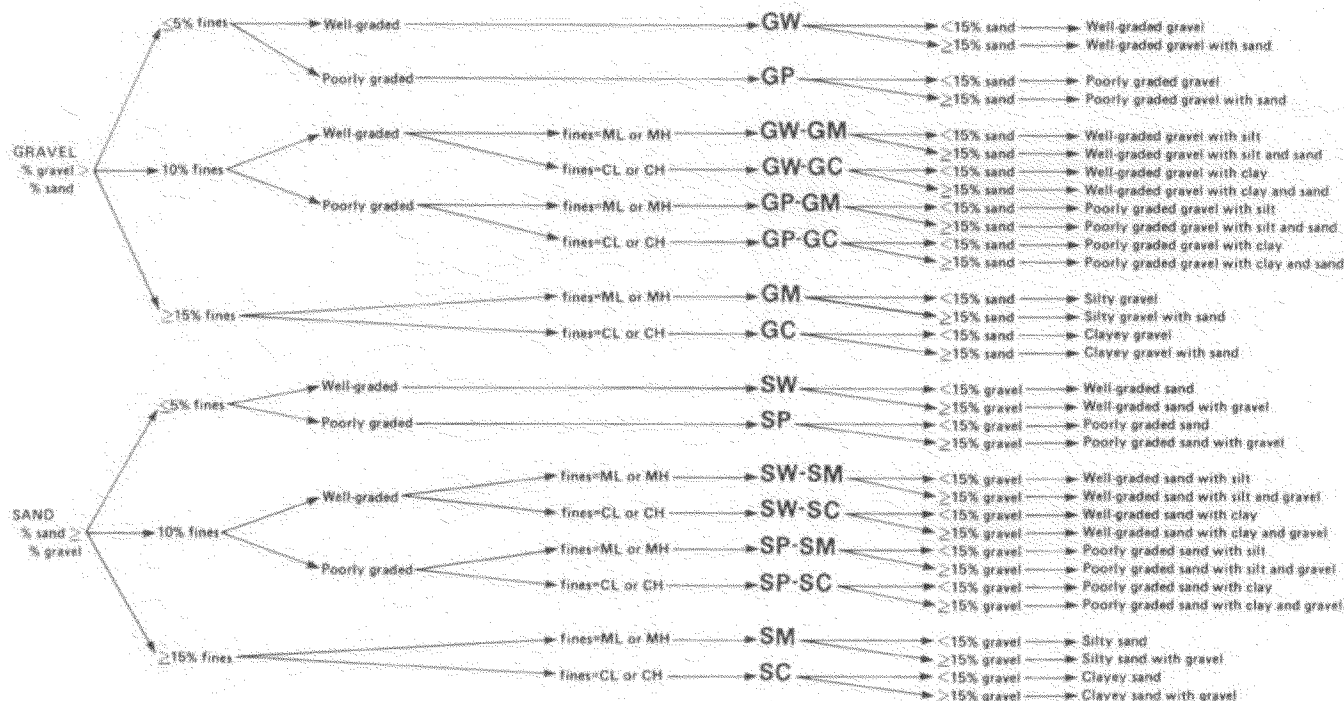 ≤5% fines Well-graded GW <15% sand Well-graded gravel
≥15% sand Well-graded gravel with sand
Poorly graded GP <15% sand Poorly graded gravel
≥15% sand Poorly graded gravel with sand
Well-graded fines=ML or MH GW-GM <15% sand Well-graded gravel with silt
≥15% sand Well-graded gravel with silt and sand
GRAVEL
% gravel >
% sand
10% fines fines=CL or CH GW-GC <15% sand Well-graded gravel with clay
≥15% sand Well-graded gravel with clay and sand
Poorly graded fines=ML or MH GP-GM <15% sand Poorly graded gravel with silt
≥15% sand Poorly graded gravel with silt and sand
fines=CL or CH GP-GC <15% sand Poorly graded gravel with clay
≥15% sand Poorly graded gravel with clay and sand
≥15% fines fines=ML or MH GM <15% sand Silty gravel
≥15% sand Silty gravel with sand
fines=CL or CH GC <15% sand Clayey gravel
≥15% sand Clayey gravel with sand
≤5% fines Well-graded SW <15% gravel Well-graded sand
≥15% gravel Well-graded sand with gravel
Poorly graded SP <15% gravel Poorly graded sand
≥15% gravel Poorly graded sand with gravel
Well-graded fines=ML or MH SW-SM <15% gravel Well-graded sand with silt
≥15% gravel Well-graded sand with silt and gravel
SAND
% sand ≥
% gravel
10% fines fines=CL or CH SW-SC <15% gravel Well-graded sand with clay
≥15% gravel Well-graded sand with clay and gravel
Poorly graded fines=ML or MH SP-SM <15% gravel Poorly graded sand with silt
≥15% gravel Poorly graded sand with silt and gravel
fines=CL or CH SP-SC <15% gravel Poorly graded sand with clay
≥15% gravel Poorly graded sand with clay and gravel
≥15% fines fines=ML or MH SM <15% gravel Silty sand
≥15% gravel Silty sand with gravel
fines=CL or CH SC <15% gravel Clayey sand
≥15% gravel Clayey sand with gravel